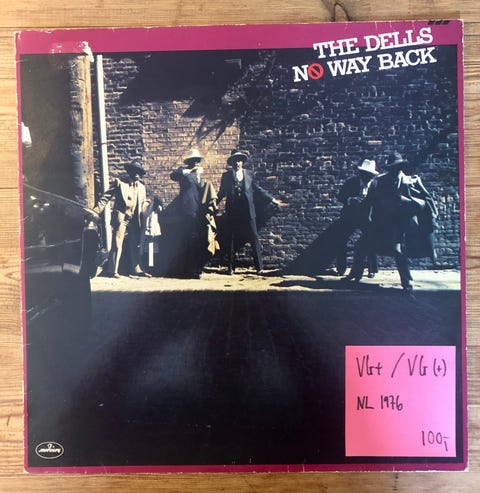 THE DELLS
NO WAY BACK
VG+ / VG (+)
NL 1976
100,-
mercury